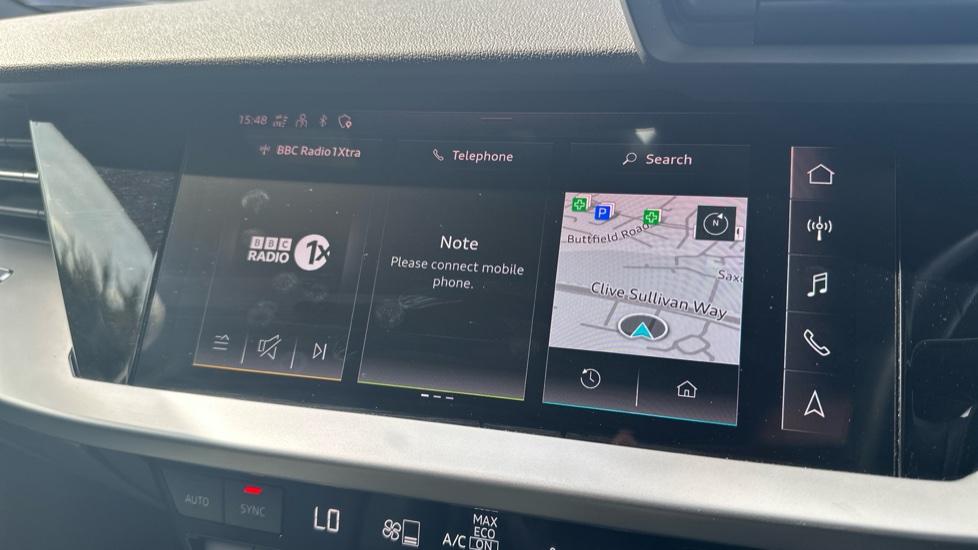 15:48
BBC Radio 1Xtra
Telephone
Search
BBC
RADIO 1X
Note
Please connect mobile
phone.
P
N
Buttfield Road
Saxo
Clive Sullivan Way
AUTO
SYNC
LO
A/C
MAX
ECO
ON